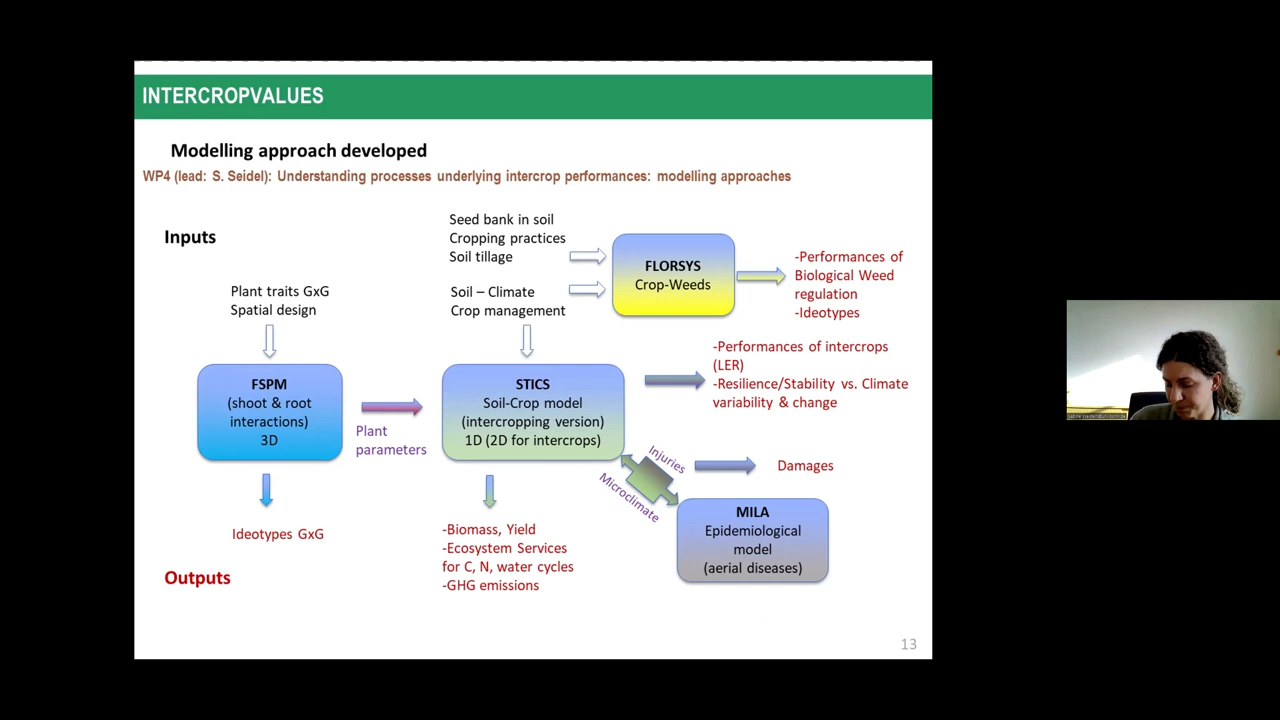 INTERCROPVALUES
Modelling approach developed
WP4 (lead: S. Seidel): Understanding processes underlying intercrop performances: modelling approaches
Inputs
Seed bank in soil
Cropping practices
Soil tillage
Soil – Climate
Crop management
Plant traits GxG
Spatial design
FLORSYS
Crop-Weeds
-Performances of
Biological Weed
regulation
-Ideotypes
FSPM
(shoot & root
interactions)
3D
Plant
parameters
STICS
Soil-Crop model
(intercropping version)
1D (2D for intercrops)
-Performances of intercrops
(LER)
-Resilience/Stability vs. Climate
variability & change
Injuries
Microclimate
Damages
MILA
Epidemiological
model
(aerial diseases)
Ideotypes GxG
-Biomass, Yield
-Ecosystem Services
for C, N, water cycles
-GHG emissions
Outputs
13